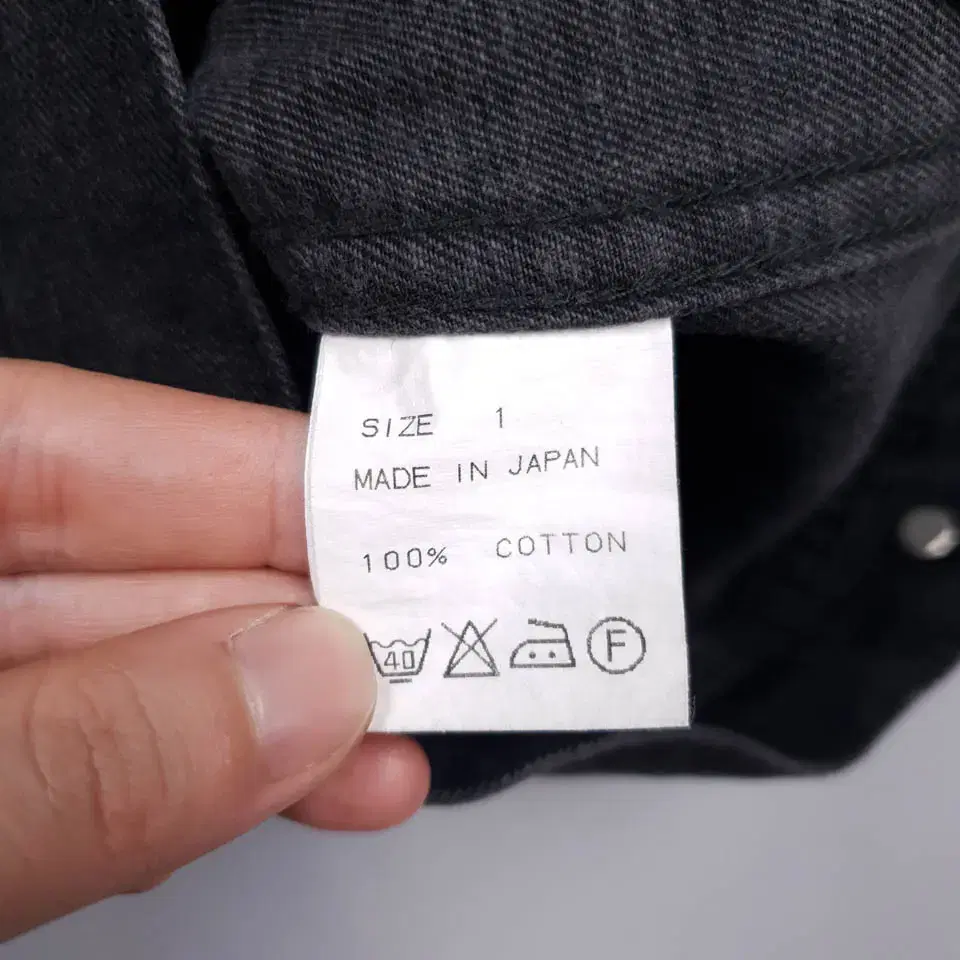 SIZE 1
MADE IN JAPAN
100% COTTON
40 F